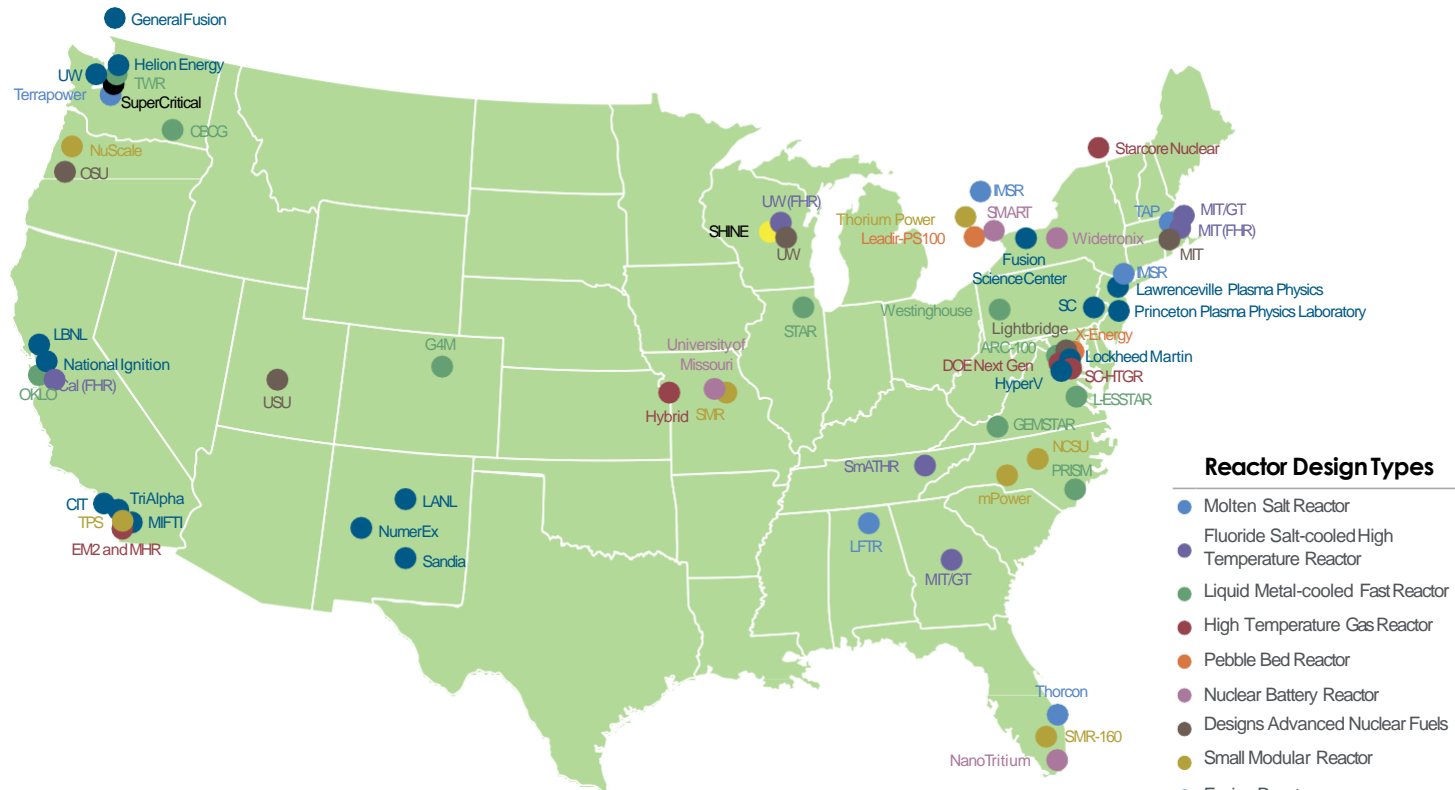 General Fusion
Helion Energy
UW
TWR
Terrapower
SuperCritical
CBCG
NuScale
OSU
Starcore Nuclear
UW (FHR)
SHINE
UW
IMSR
Thorium Power
SMART
Leadir-PS100
Widetronix
Fusion
Science Center
TAP
MIT/GT
MIT (FHR)
MIT
IMSR
Lawrenceville Plasma Physics
SC
Princeton Plasma Physics Laboratory
Westinghouse
STAR
Lightbridge
X-Energy
ARC-100
Lockheed Martin
DOE Next Gen
SC-HTGR
HyperV
L-ESSTAR
GEMSTAR
LBNL
National Ignition
Cal (FHR)
OKLO
USU
G4M
University of
Missouri
Hybrid
SMR
NCSU
SmATHR
PRISM
mPower
CIT
TriAlpha
TPS
MIFTI
EM2 and MHR
LANL
NumerEx
Sandia
LFTR
MIT/GT
Thorcon
SMR-160
NanoTritium
Reactor Design Types
Molten Salt Reactor
Fluoride Salt-cooled High
Temperature Reactor
Liquid Metal-cooled Fast Reactor
High Temperature Gas Reactor
Pebble Bed Reactor
Nuclear Battery Reactor
Designs Advanced Nuclear Fuels
Small Modular Reactor